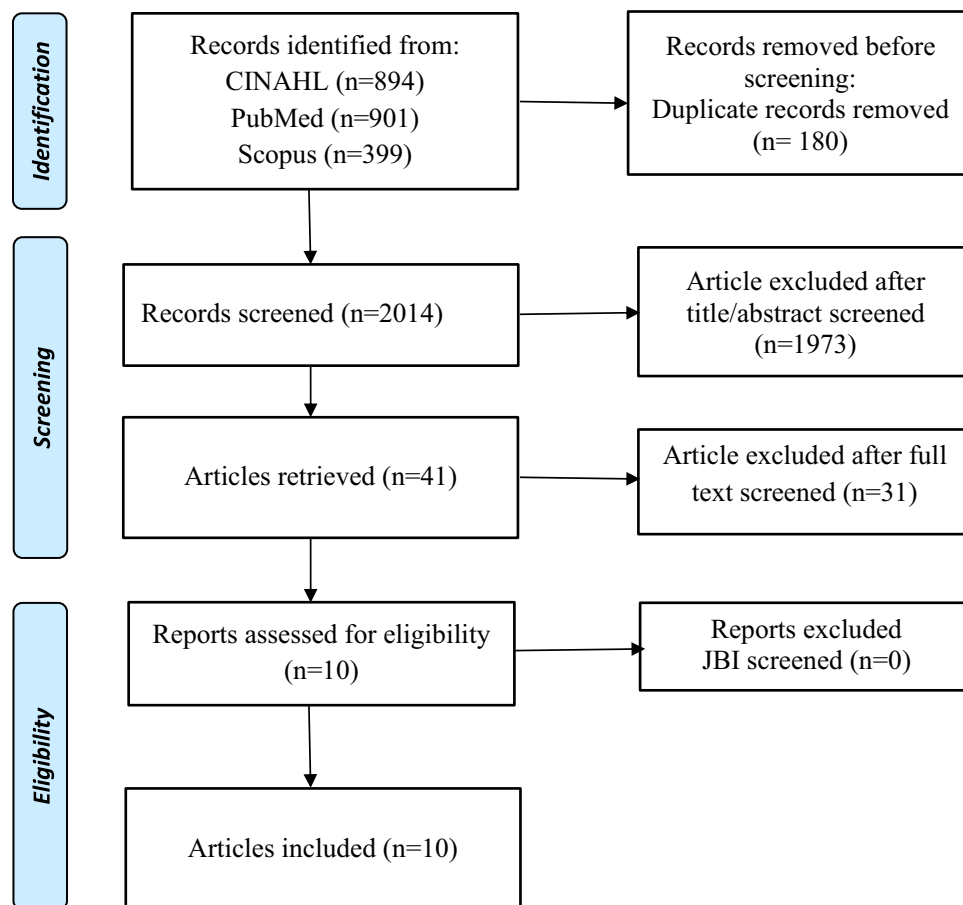 Identification
Records identified from:
CINAHL (n=894)
PubMed (n=901)
Scopus (n=399)
Records removed before
screening:
Duplicate records removed
(n= 180)
Screening
Records screened (n=2014)
Article excluded after
title/abstract screened
(n=1973)
Articles retrieved (n=41)
Article excluded after full
text screened (n=31)
Eligibility
Reports assessed for eligibility
(n=10)
Reports excluded
JBI screened (n=0)
Articles included (n=10)